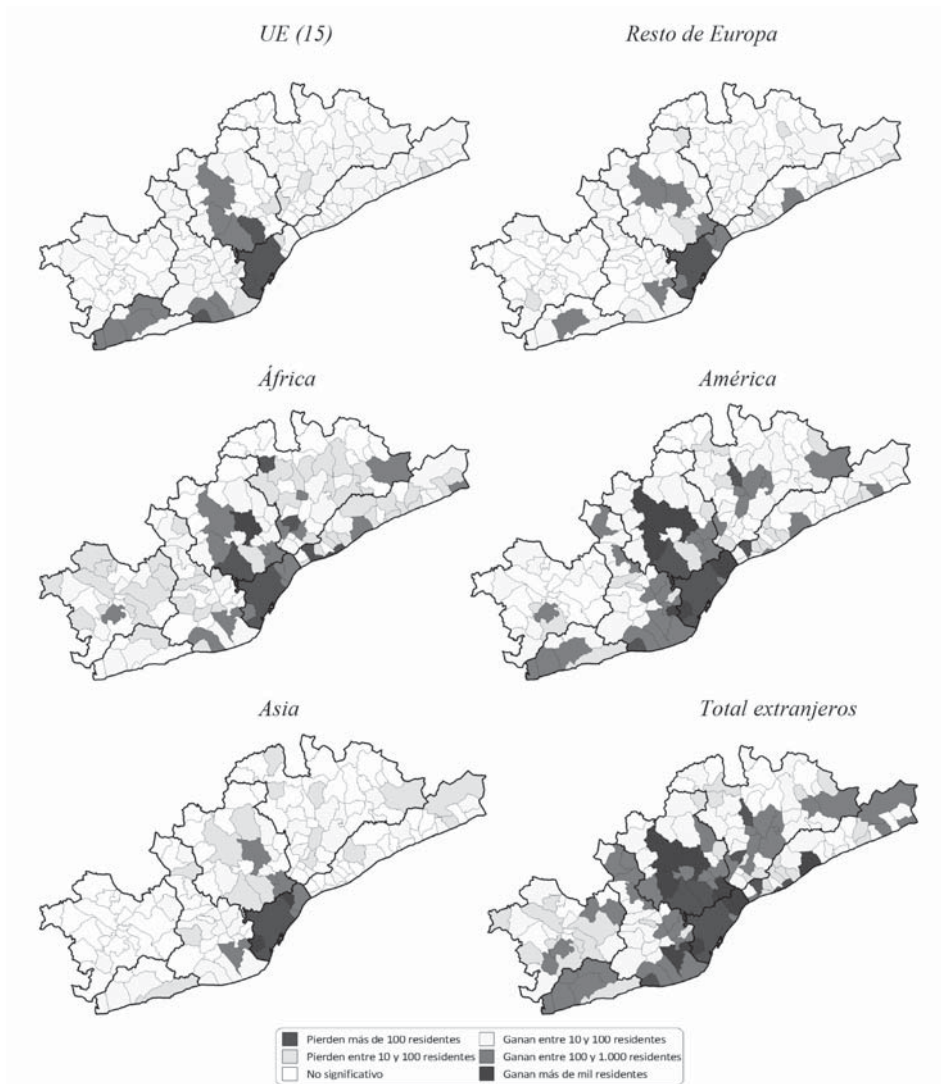 UE (15)
Resto de Europa
África
América
Asia
Total extranjeros
Pierden más de 100 residentes
Pierden entre 10 y 100 residentes
No significativo
Ganan entre 10 y 100 residentes
Ganan entre 100 y 1.000 residentes
Ganan más de mil residentes